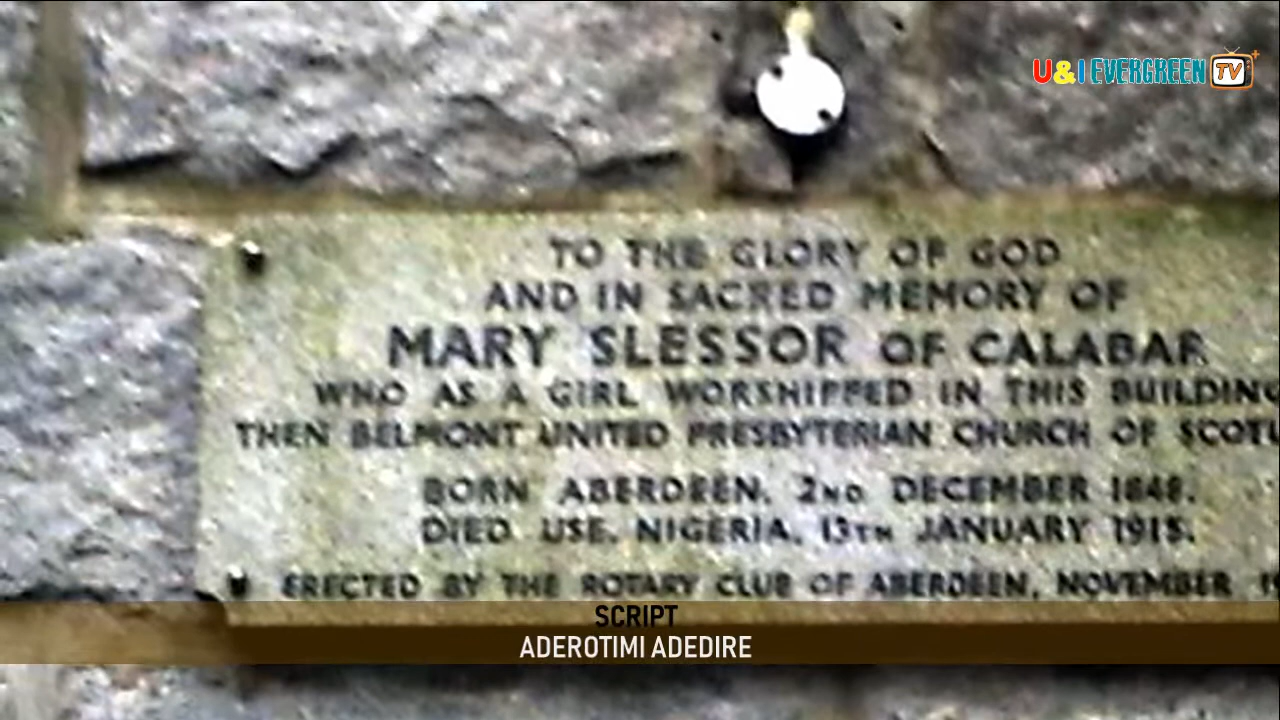 U&I EVERGREEN TV+
TO THE GLORY OF GOD
AND IN SACRED MEMORY OF
MARY SLESSOR OF CALABAR
WHO AS A GIRL WORSHIPPED IN THIS BUILDING
THEN BELMONT UNITED PRESBYTERIAN CHURCH OF SCOTL
BORN ABERDEEN. 2ND DECEMBER 1848.
DIED USE. NIGERIA. 13TH JANUARY 1915.
ERECTED BY THE ROTARY CLUB OF ABERDEEN, NOVEMBER
SCRIPT
ADEROTIMI ADEDIRE